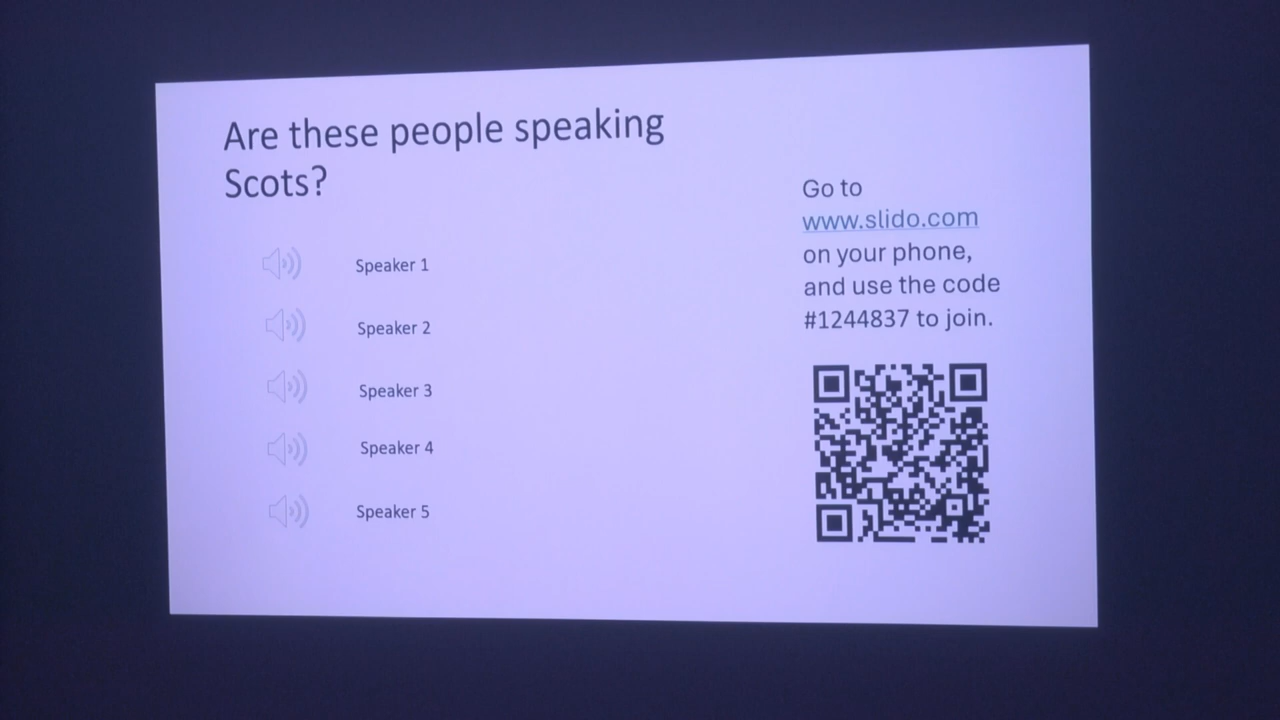 Are these people speaking
Scots?
Speaker 1
Speaker 2
Speaker 3
Speaker 4
Speaker 5
Go to
www.slido.com
on your phone,
and use the code
#1244837 to join.